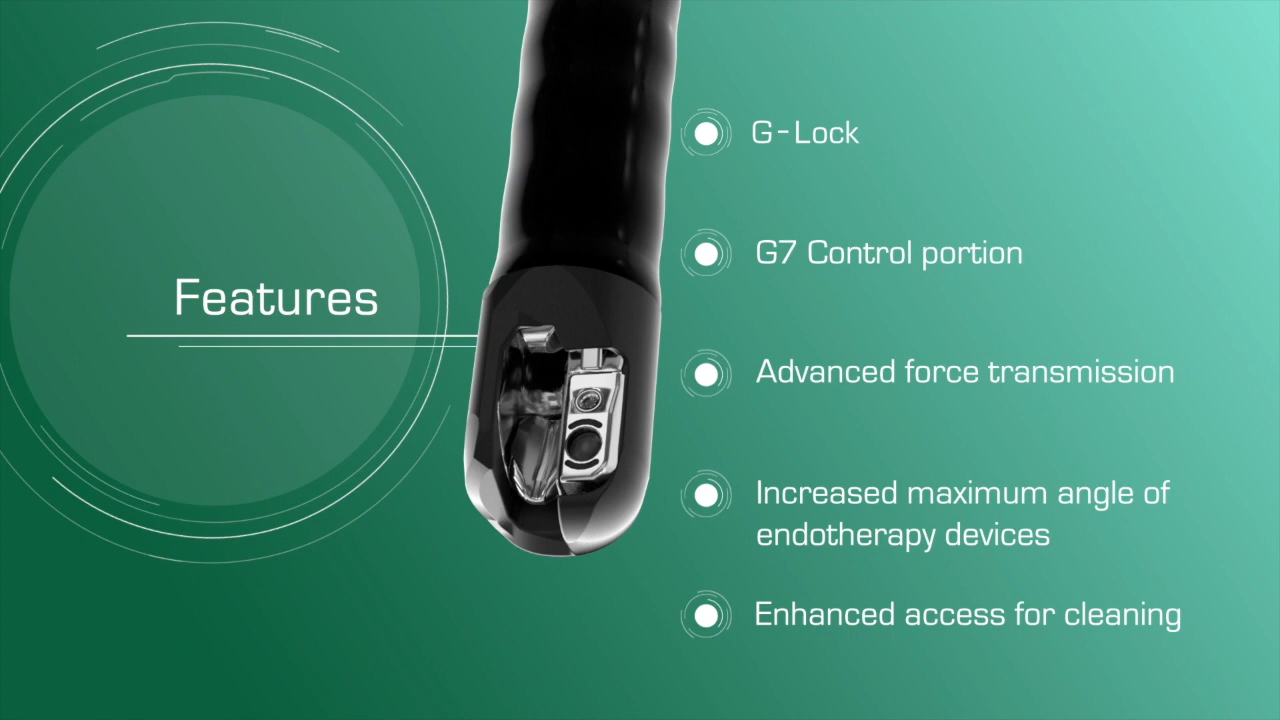 Features
G-Lock
G7 Control portion
Advanced force transmission
Increased maximum angle of
endotherapy devices
Enhanced access for cleaning